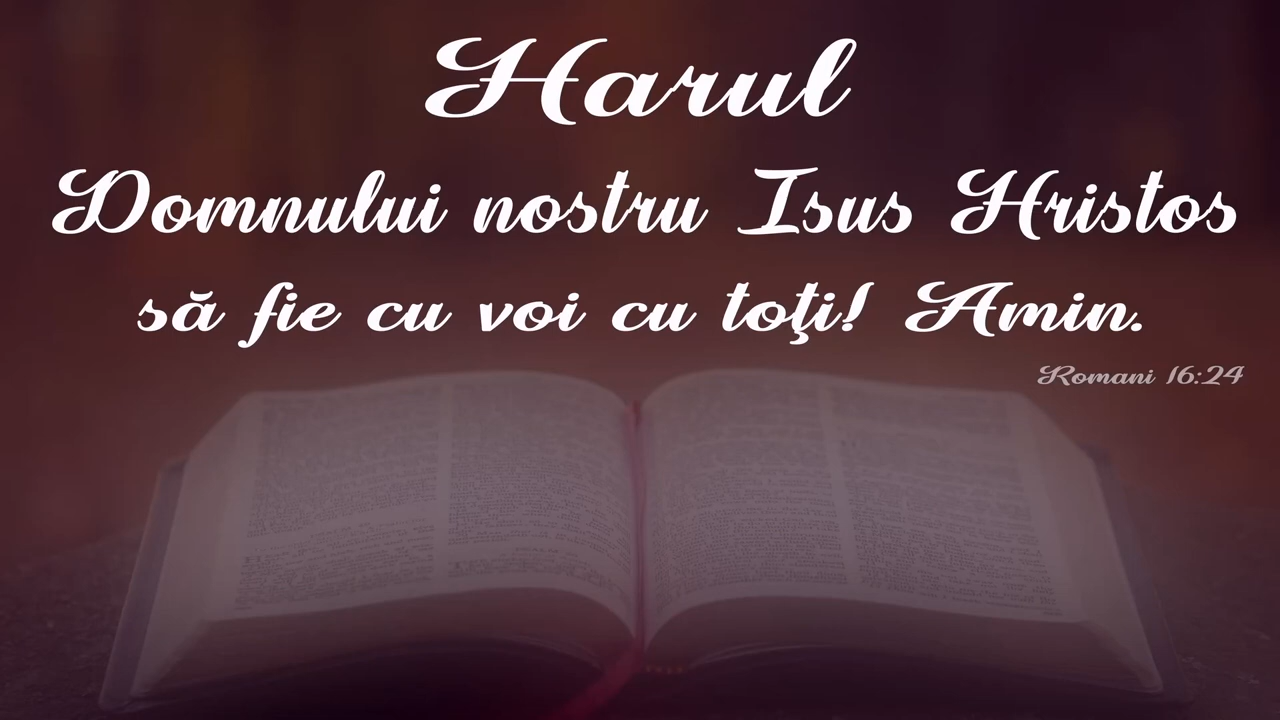 Harul
Domnului nostru Isus Hristos
să fie cu voi cu toţi! Amin.
Romani 16:24